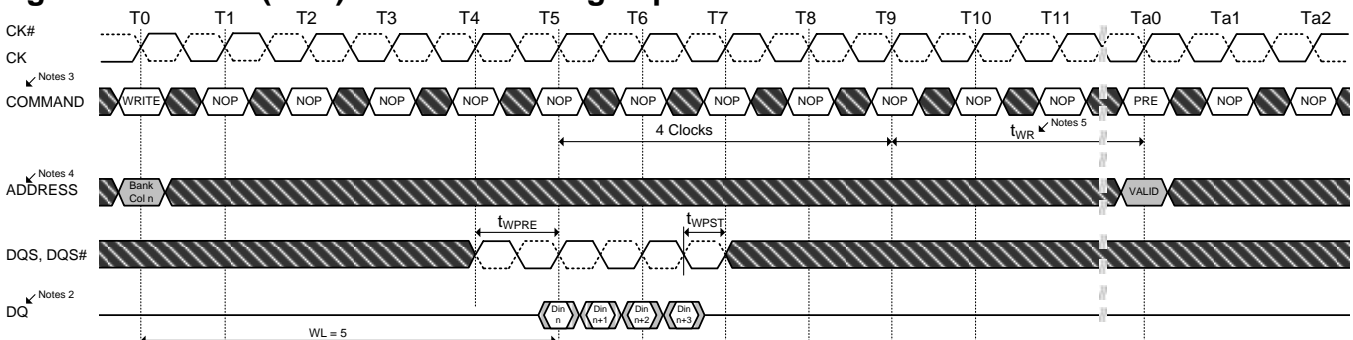 T0 T1 T2 T3 T4 T5 T6 T7 T8 T9 T10 T11 Ta0 Ta1 Ta2
CK#
CK
Notes 3
COMMAND WRITE NOP NOP NOP NOP NOP NOP NOP NOP NOP NOP NOP PRE NOP NOP
4 Clocks tWR Notes 5
Notes 4
ADDRESS Bank Col n VALID
tWPRE tWPST
DQS, DQS#
Notes 2
DQ Din n Din n+1 Din n+2 Din n+3
WL = 5